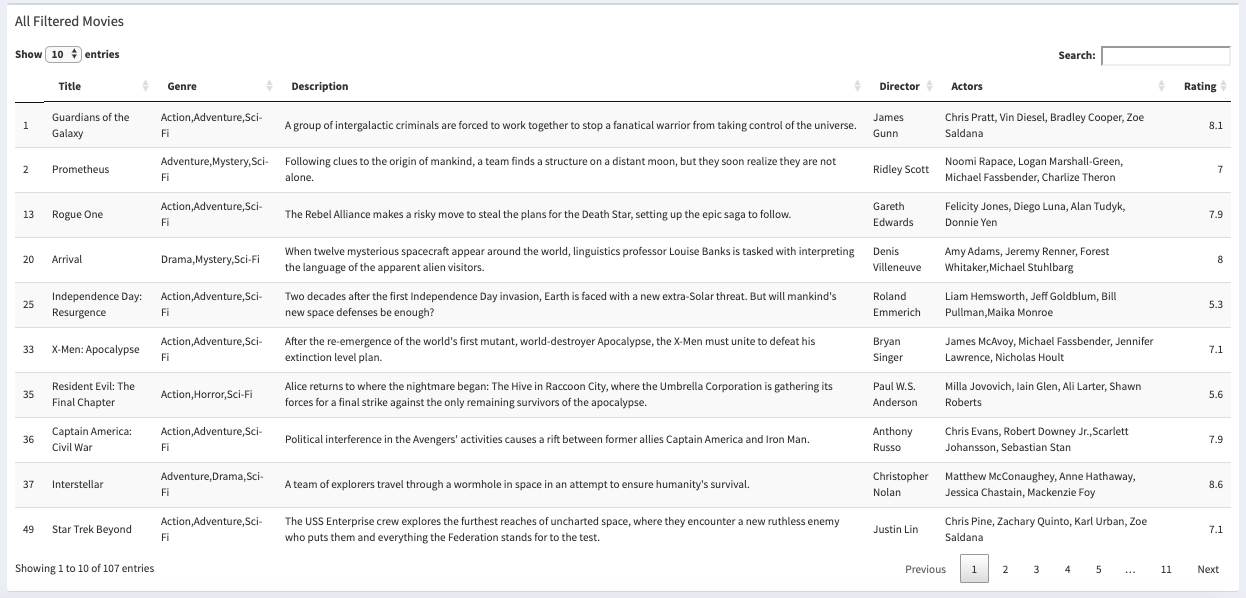 All Filtered Movies
Show 10 entries
Search:
Title Genre Description Director Actors Rating
1 Guardians of the Galaxy Action,Adventure,Sci-Fi A group of intergalactic criminals are forced to work together to stop a fanatical warrior from taking control of the universe. James Gunn Chris Pratt, Vin Diesel, Bradley Cooper, Zoe Saldana 8.1
2 Prometheus Adventure,Mystery,Sci-Fi Following clues to the origin of mankind, a team finds a structure on a distant moon, but they soon realize they are not alone. Ridley Scott Noomi Rapace, Logan Marshall-Green, Michael Fassbender, Charlize Theron 7
13 Rogue One Action,Adventure,Sci-Fi The Rebel Alliance makes a risky move to steal the plans for the Death Star, setting up the epic saga to follow. Gareth Edwards Felicity Jones, Diego Luna, Alan Tudyk, Donnie Yen 7.9
20 Arrival Drama,Mystery,Sci-Fi When twelve mysterious spacecraft appear around the world, linguistics professor Louise Banks is tasked with interpreting the language of the apparent alien visitors. Denis Villeneuve Amy Adams, Jeremy Renner, Forest Whitaker,Michael Stuhlbarg 8
25 Independence Day: Resurgence Action,Adventure,Sci-Fi Two decades after the first Independence Day invasion, Earth is faced with a new extra-Solar threat. But will mankind's new space defenses be enough? Roland Emmerich Liam Hemsworth, Jeff Goldblum, Bill Pullman,Maika Monroe 5.3
33 X-Men: Apocalypse Action,Adventure,Sci-Fi After the re-emergence of the world's first mutant, world-destroyer Apocalypse, the X-Men must unite to defeat his extinction level plan. Bryan Singer James McAvoy, Michael Fassbender, Jennifer Lawrence, Nicholas Hoult 7.1
35 Resident Evil: The Final Chapter Action,Horror,Sci-Fi Alice returns to where the nightmare began: The Hive in Raccoon City, where the Umbrella Corporation is gathering its forces for a final strike against the only remaining survivors of the apocalypse. Paul W.S. Anderson Milla Jovovich, Iain Glen, Ali Larter, Shawn Roberts 5.6
36 Captain America: Civil War Action,Adventure,Sci-Fi Political interference in the Avengers' activities causes a rift between former allies Captain America and Iron Man. Anthony Russo Chris Evans, Robert Downey Jr.,Scarlett Johansson, Sebastian Stan 7.9
37 Interstellar Adventure,Drama,Sci-Fi A team of explorers travel through a wormhole in space in an attempt to ensure humanity's survival. Christopher Nolan Matthew McConaughey, Anne Hathaway, Jessica Chastain, Mackenzie Foy 8.6
49 Star Trek Beyond Action,Adventure,Sci-Fi The USS Enterprise crew explores the furthest reaches of uncharted space, where they encounter a new ruthless enemy who puts them and everything the Federation stands for to the test. Justin Lin Chris Pine, Zachary Quinto, Karl Urban, Zoe Saldana 7.1
Showing 1 to 10 of 107 entries
Previous 1 2 3 4 5 … 11 Next